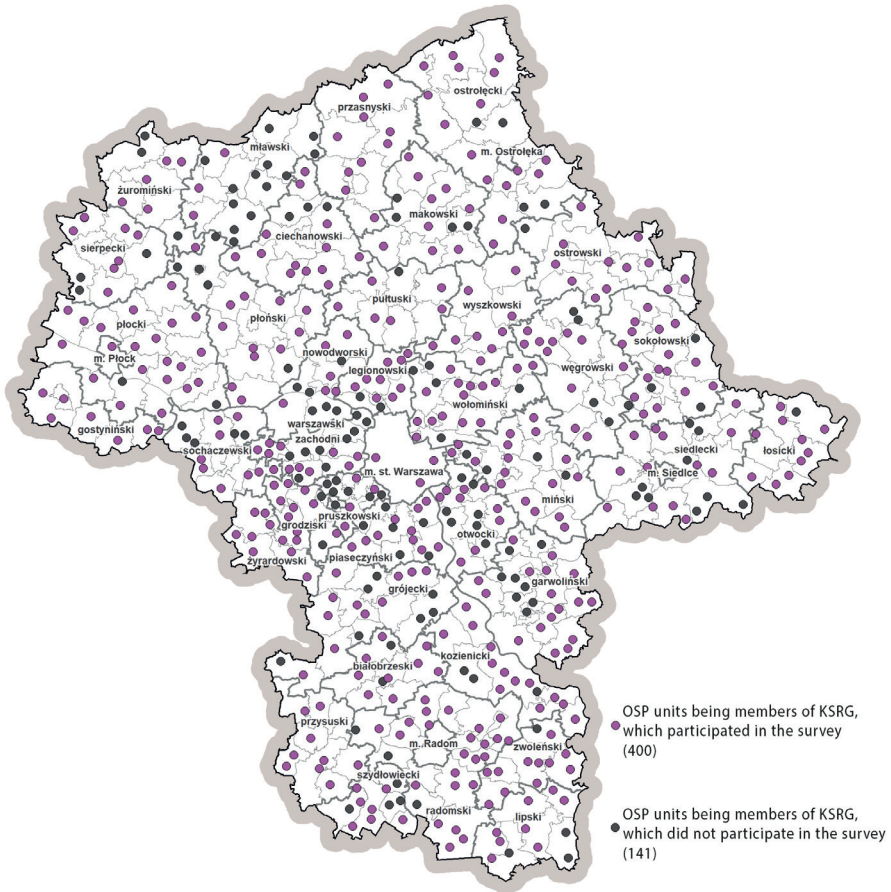 ostrołęcki
przasnyski
mławski
m. Ostrołęka
żuromiński
makowski
ciechanowski
sierpecki
ostrowski
pułtuski
wyszkowski
płocki
płoński
sokołowski
nowodworski
m. Płock
legionowski
węgrowski
wołomiński
gostyniński
warszawski
zachodni
sochaczewski
siedlecki
łosicki
m. st. Warszawa
m. Siedlce
miński
pruszkowski
grodziski
otwocki
żyrardowski
piaseczyński
garwoliński
grójecki
kozienicki
białobrzeski
przysuski
m. Radom
zwoleński
szydłowiecki
radomski
lipski
OSP units being members of KSRG,
which participated in the survey
(400)
OSP units being members of KSRG,
which did not participate in the survey
(141)